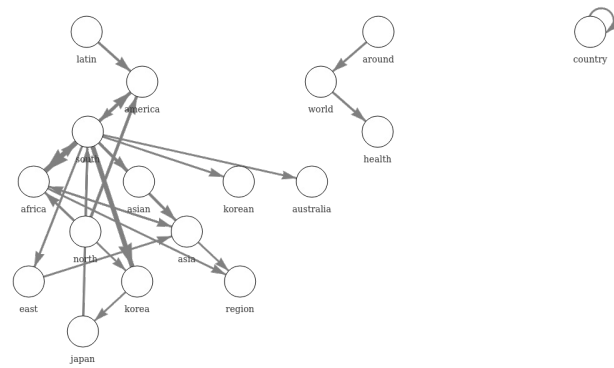 latin
around
country
america
world
south
health
africa
asian
korean
australia
north
asia
east
korea
region
japan